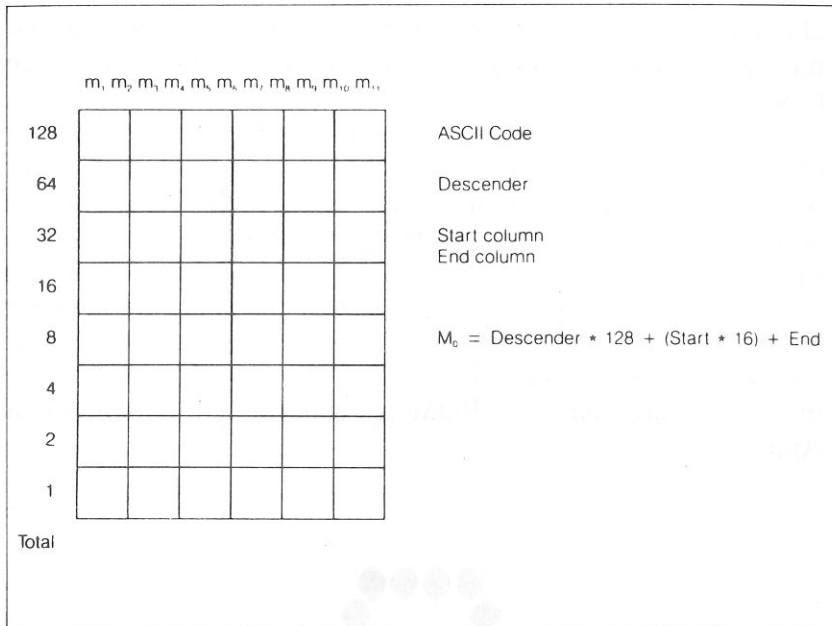 m₁ m₂ m₃ m₄ m₅ m₆ m₇ m₈ m₉ m₁₀ m₁₁
128 ASCII Code
64 Descender
32 Start column
End column
16
8 M₀ = Descender * 128 + (Start * 16) + End
4
2
1
Total